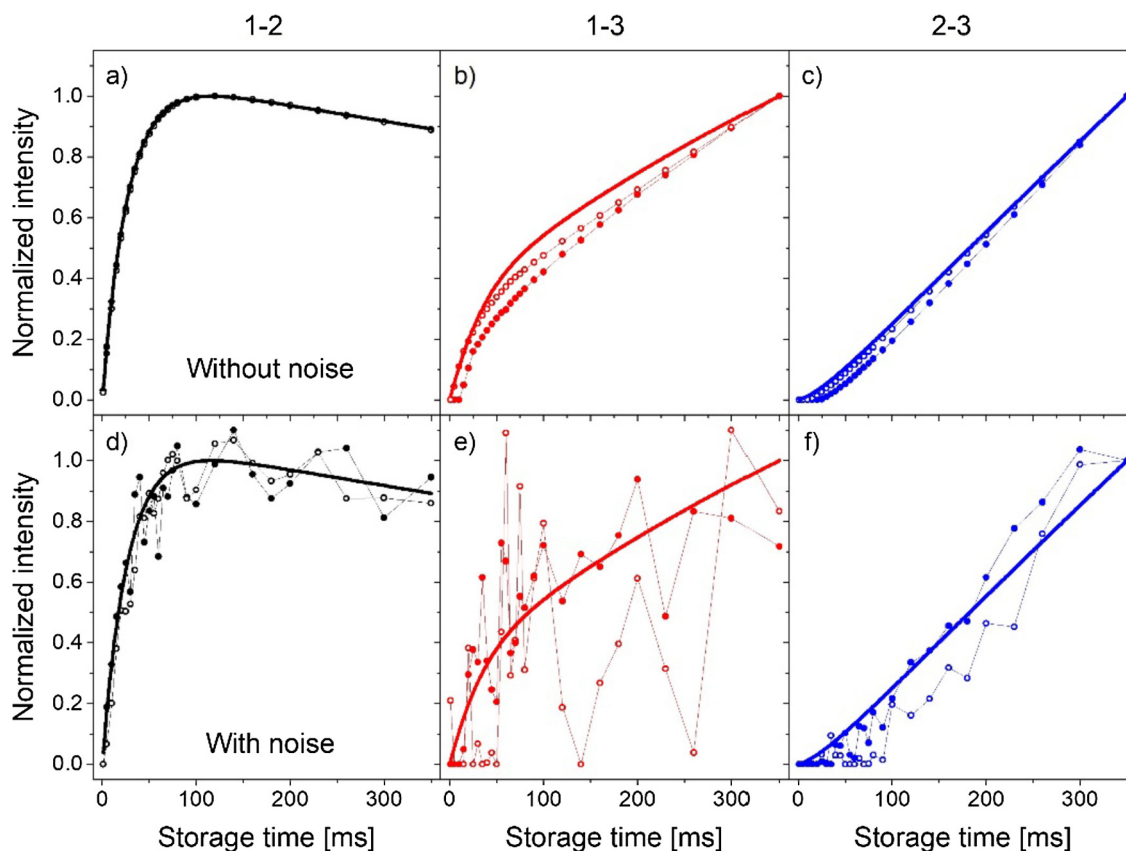 1-2 1-3 2-3
a) b) c)
1.0
0.8
0.6
0.4
0.2
0.0
Normalized intensity
Without noise
d) e) f)
1.0
0.8
0.6
0.4
0.2
0.0
Normalized intensity
With noise
0 100 200 300 0 100 200 300 0 100 200 300
Storage time [ms] Storage time [ms] Storage time [ms]